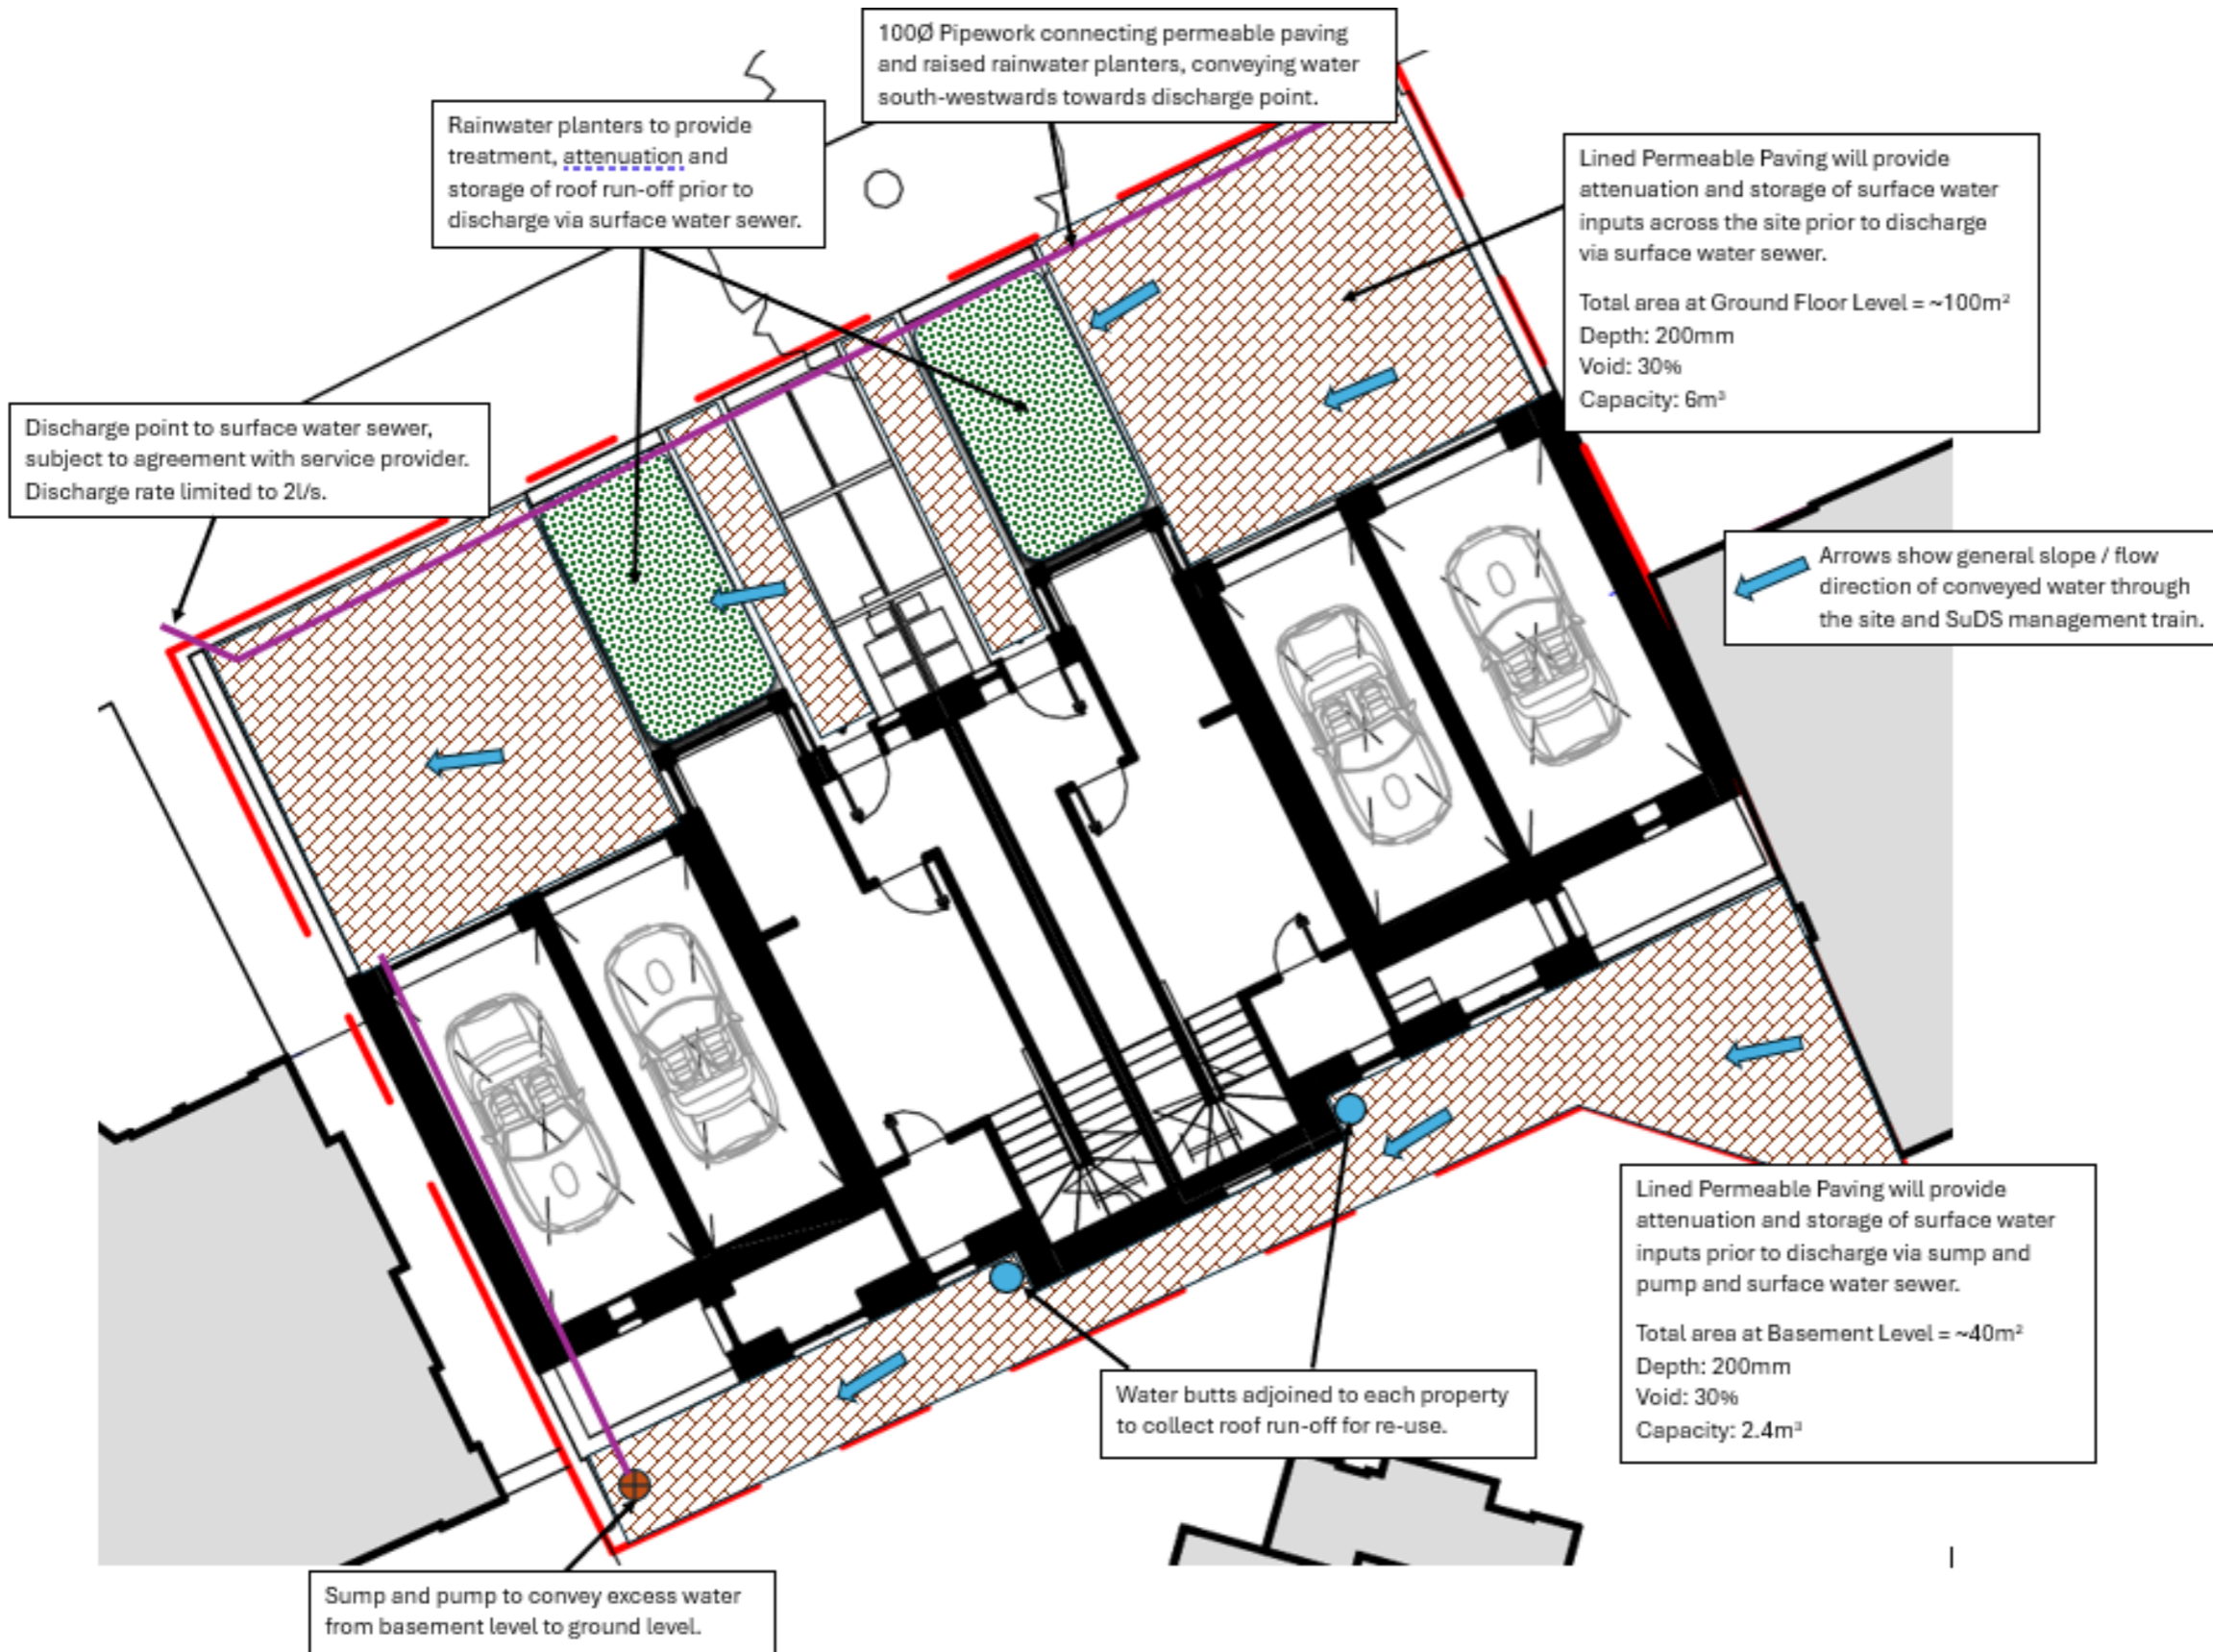 100Ø Pipework connecting permeable paving
and raised rainwater planters, conveying water
south-westwards towards discharge point.
Rainwater planters to provide
treatment, attenuation and
storage of roof run-off prior to
discharge via surface water sewer.
Lined Permeable Paving will provide
attenuation and storage of surface water
inputs across the site prior to discharge
via surface water sewer.
Total area at Ground Floor Level = ~100m²
Depth: 200mm
Void: 30%
Capacity: 6m³
Discharge point to surface water sewer,
subject to agreement with service provider.
Discharge rate limited to 2l/s.
Arrows show general slope / flow
direction of conveyed water through
the site and SuDS management train.
Lined Permeable Paving will provide
attenuation and storage of surface water
inputs prior to discharge via sump and
pump and surface water sewer.
Total area at Basement Level = ~40m²
Depth: 200mm
Void: 30%
Capacity: 2.4m³
Water butts adjoined to each property
to collect roof run-off for re-use.
Sump and pump to convey excess water
from basement level to ground level.